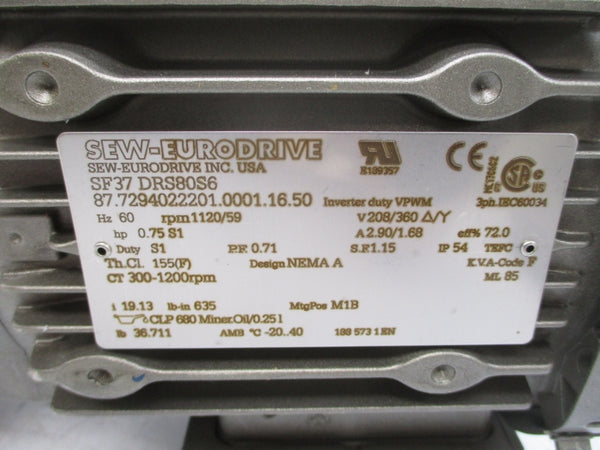 SEW-EURODRIVE
SEW-EURODRIVE INC. USA
SF37 DRS80S6
87.7294022201.0001.16.50 Inverter duty VPWM 3ph.IEC60034
E189357
Hz 60 rpm 1120/59 V 208/360 Δ/Y
hp 0.75 S1 A 2.90/1.68 eff% 72.0
Duty S1 P.F. 0.71 S.F. 1.15 IP 54 TEFC
Th.Cl. 155(F) Design NEMA A K.V.A-Code F
CT 300-1200rpm ML 85
i 19.13 lb-in 635 MtgPos M1B
CLP 680 Miner.Oil/0.25 l
lb 36.711 AMB °C -20..40 188 573 1 EN